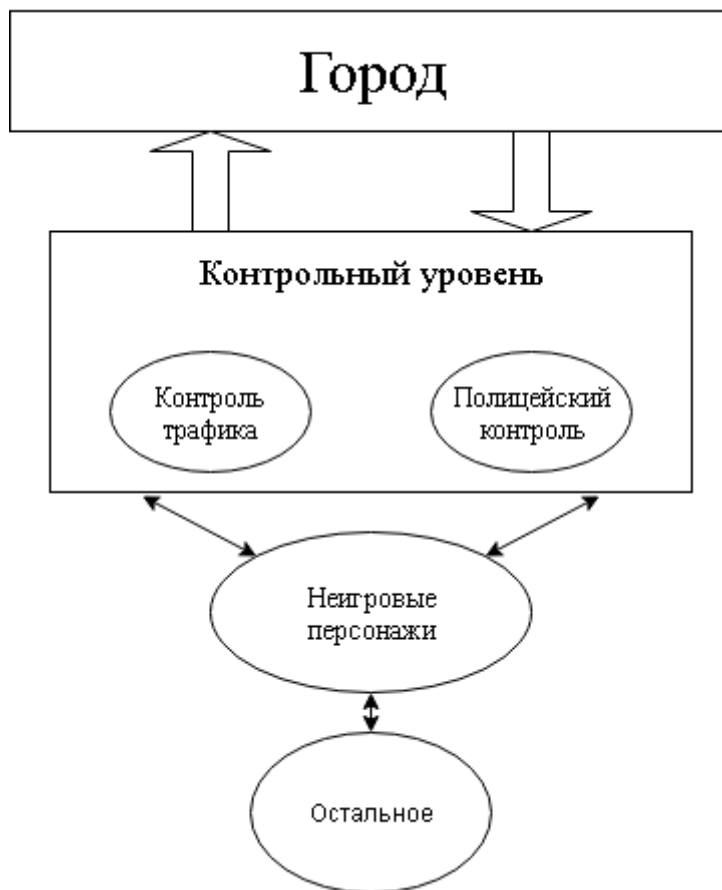 Город
Контрольный уровень
Контроль
трафика
Полицейский
контроль
Неигровые
персонажи
Остальное